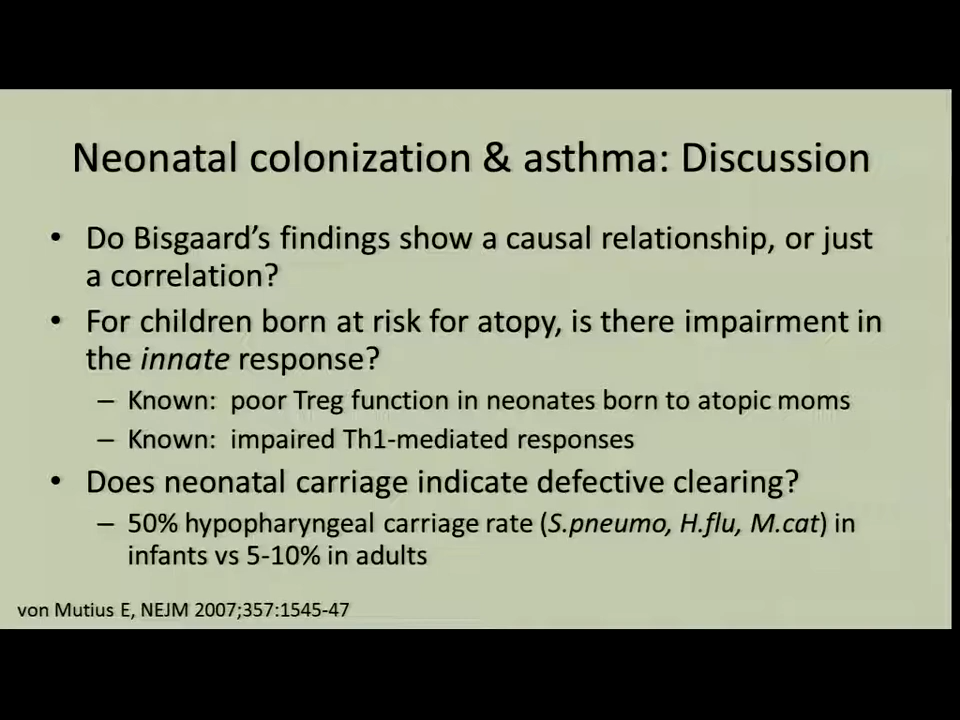 Neonatal colonization & asthma: Discussion
• Do Bisgaard's findings show a causal relationship, or just
a correlation?
• For children born at risk for atopy, is there impairment in
the innate response?
– Known: poor Treg function in neonates born to atopic moms
– Known: impaired Th1-mediated responses
• Does neonatal carriage indicate defective clearing?
– 50% hypopharyngeal carriage rate (S.pneumo, H.flu, M.cat) in
infants vs 5-10% in adults
von Mutius E, NEJM 2007;357:1545-47